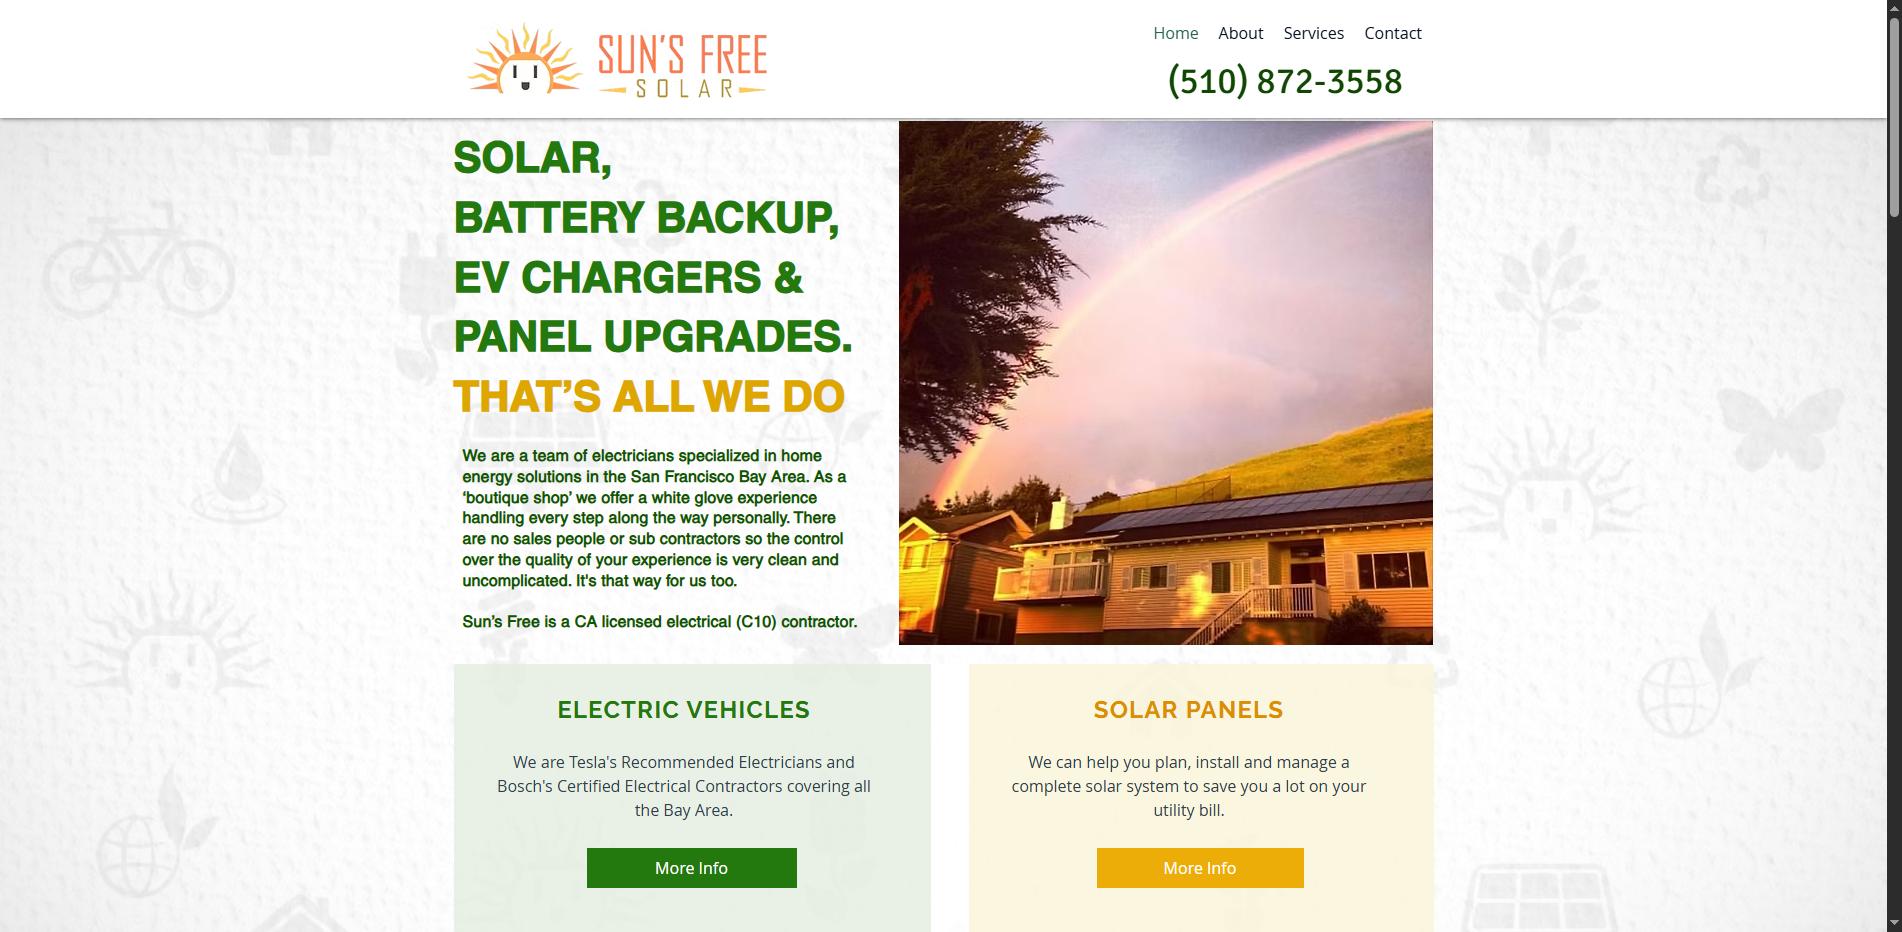 SUN'S FREE
SOLAR
Home About Services Contact
(510) 872-3558
SOLAR,
BATTERY BACKUP,
EV CHARGERS &
PANEL UPGRADES.
THAT’S ALL WE DO
We are a team of electricians specialized in home
energy solutions in the San Francisco Bay Area. As a
‘boutique shop’ we offer a white glove experience
handling every step along the way personally. There
are no sales people or sub contractors so the control
over the quality of your experience is very clean and
uncomplicated. It's that way for us too.
Sun’s Free is a CA licensed electrical (C10) contractor.
ELECTRIC VEHICLES
We are Tesla's Recommended Electricians and
Bosch's Certified Electrical Contractors covering all
the Bay Area.
More Info
SOLAR PANELS
We can help you plan, install and manage a
complete solar system to save you a lot on your
utility bill.
More Info